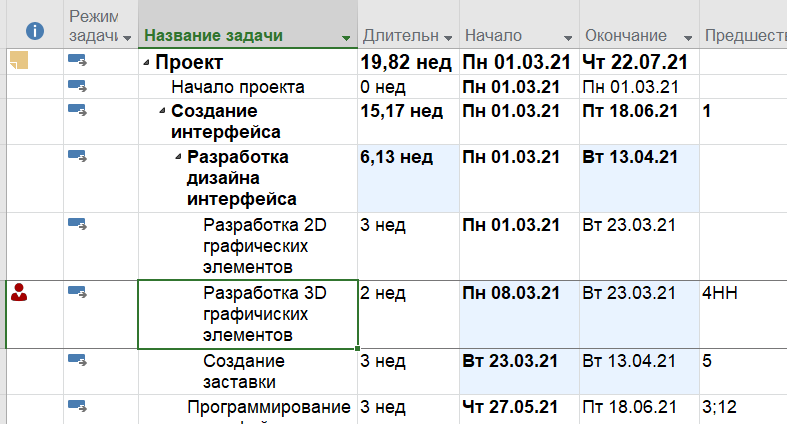 Режим
задачи
Название задачи
Длительн
Начало
Окончание
Предшеств
Проект 19,82 нед Пн 01.03.21 Чт 22.07.21
Начало проекта 0 нед Пн 01.03.21 Пн 01.03.21
Создание 15,17 нед Пн 01.03.21 Пт 18.06.21 1
интерфейса
Разработка 6,13 нед Пн 01.03.21 Вт 13.04.21
дизайна
интерфейса
Разработка 2D 3 нед Пн 01.03.21 Вт 23.03.21
графических
элементов
Разработка 3D 2 нед Пн 08.03.21 Вт 23.03.21 4НН
графичиских
элементов
Создание 3 нед Вт 23.03.21 Вт 13.04.21 5
заставки
Программирование 3 нед Чт 27.05.21 Пт 18.06.21 3;12